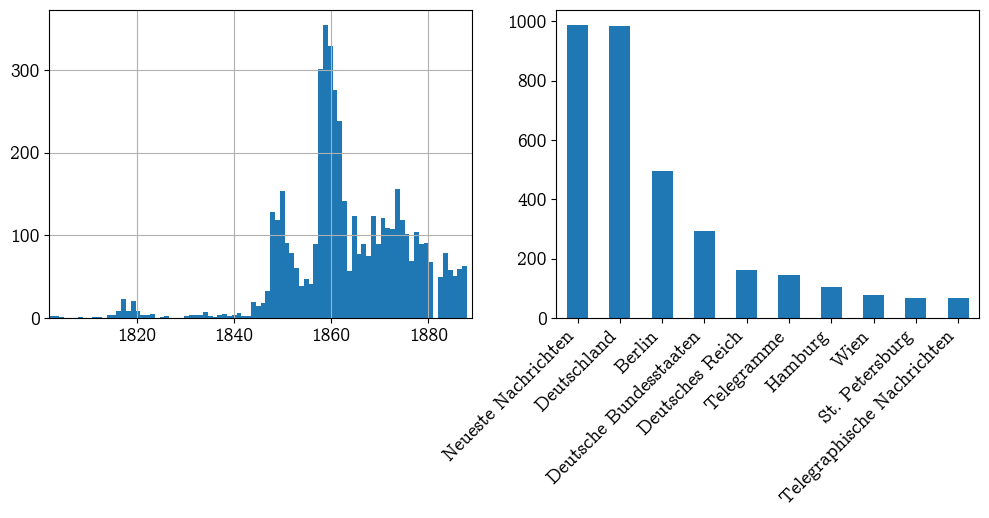 300
200
100
0
1820
1840
1860
1880
1000
800
600
400
200
0
Neueste Nachrichten
Deutschland
Berlin
Deutsche Bundesstaaten
Deutsches Reich
Telegramme
Hamburg
Wien
St. Petersburg
Telegraphische Nachrichten